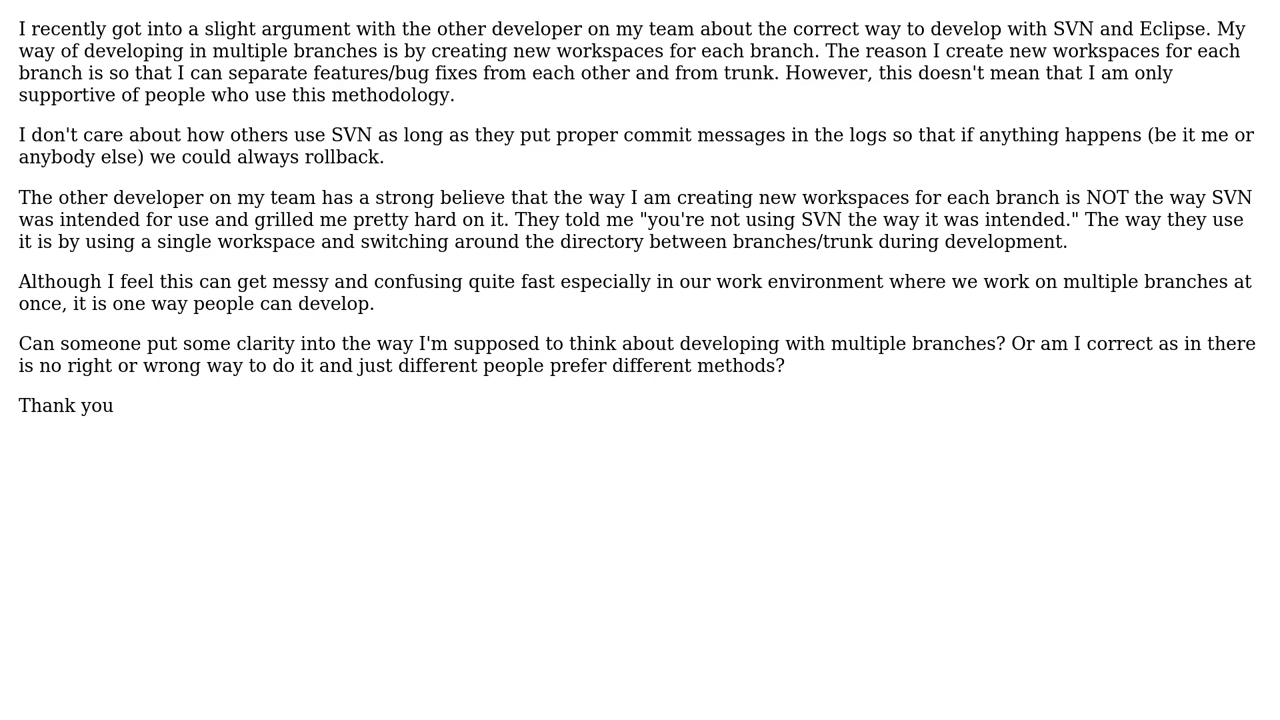 I recently got into a slight argument with the other developer on my team about the correct way to develop with SVN and Eclipse. My
way of developing in multiple branches is by creating new workspaces for each branch. The reason I create new workspaces for each
branch is so that I can separate features/bug fixes from each other and from trunk. However, this doesn't mean that I am only
supportive of people who use this methodology.
I don't care about how others use SVN as long as they put proper commit messages in the logs so that if anything happens (be it me or
anybody else) we could always rollback.
The other developer on my team has a strong believe that the way I am creating new workspaces for each branch is NOT the way SVN
was intended for use and grilled me pretty hard on it. They told me "you're not using SVN the way it was intended." The way they use
it is by using a single workspace and switching around the directory between branches/trunk during development.
Although I feel this can get messy and confusing quite fast especially in our work environment where we work on multiple branches at
once, it is one way people can develop.
Can someone put some clarity into the way I'm supposed to think about developing with multiple branches? Or am I correct as in there
is no right or wrong way to do it and just different people prefer different methods?
Thank you